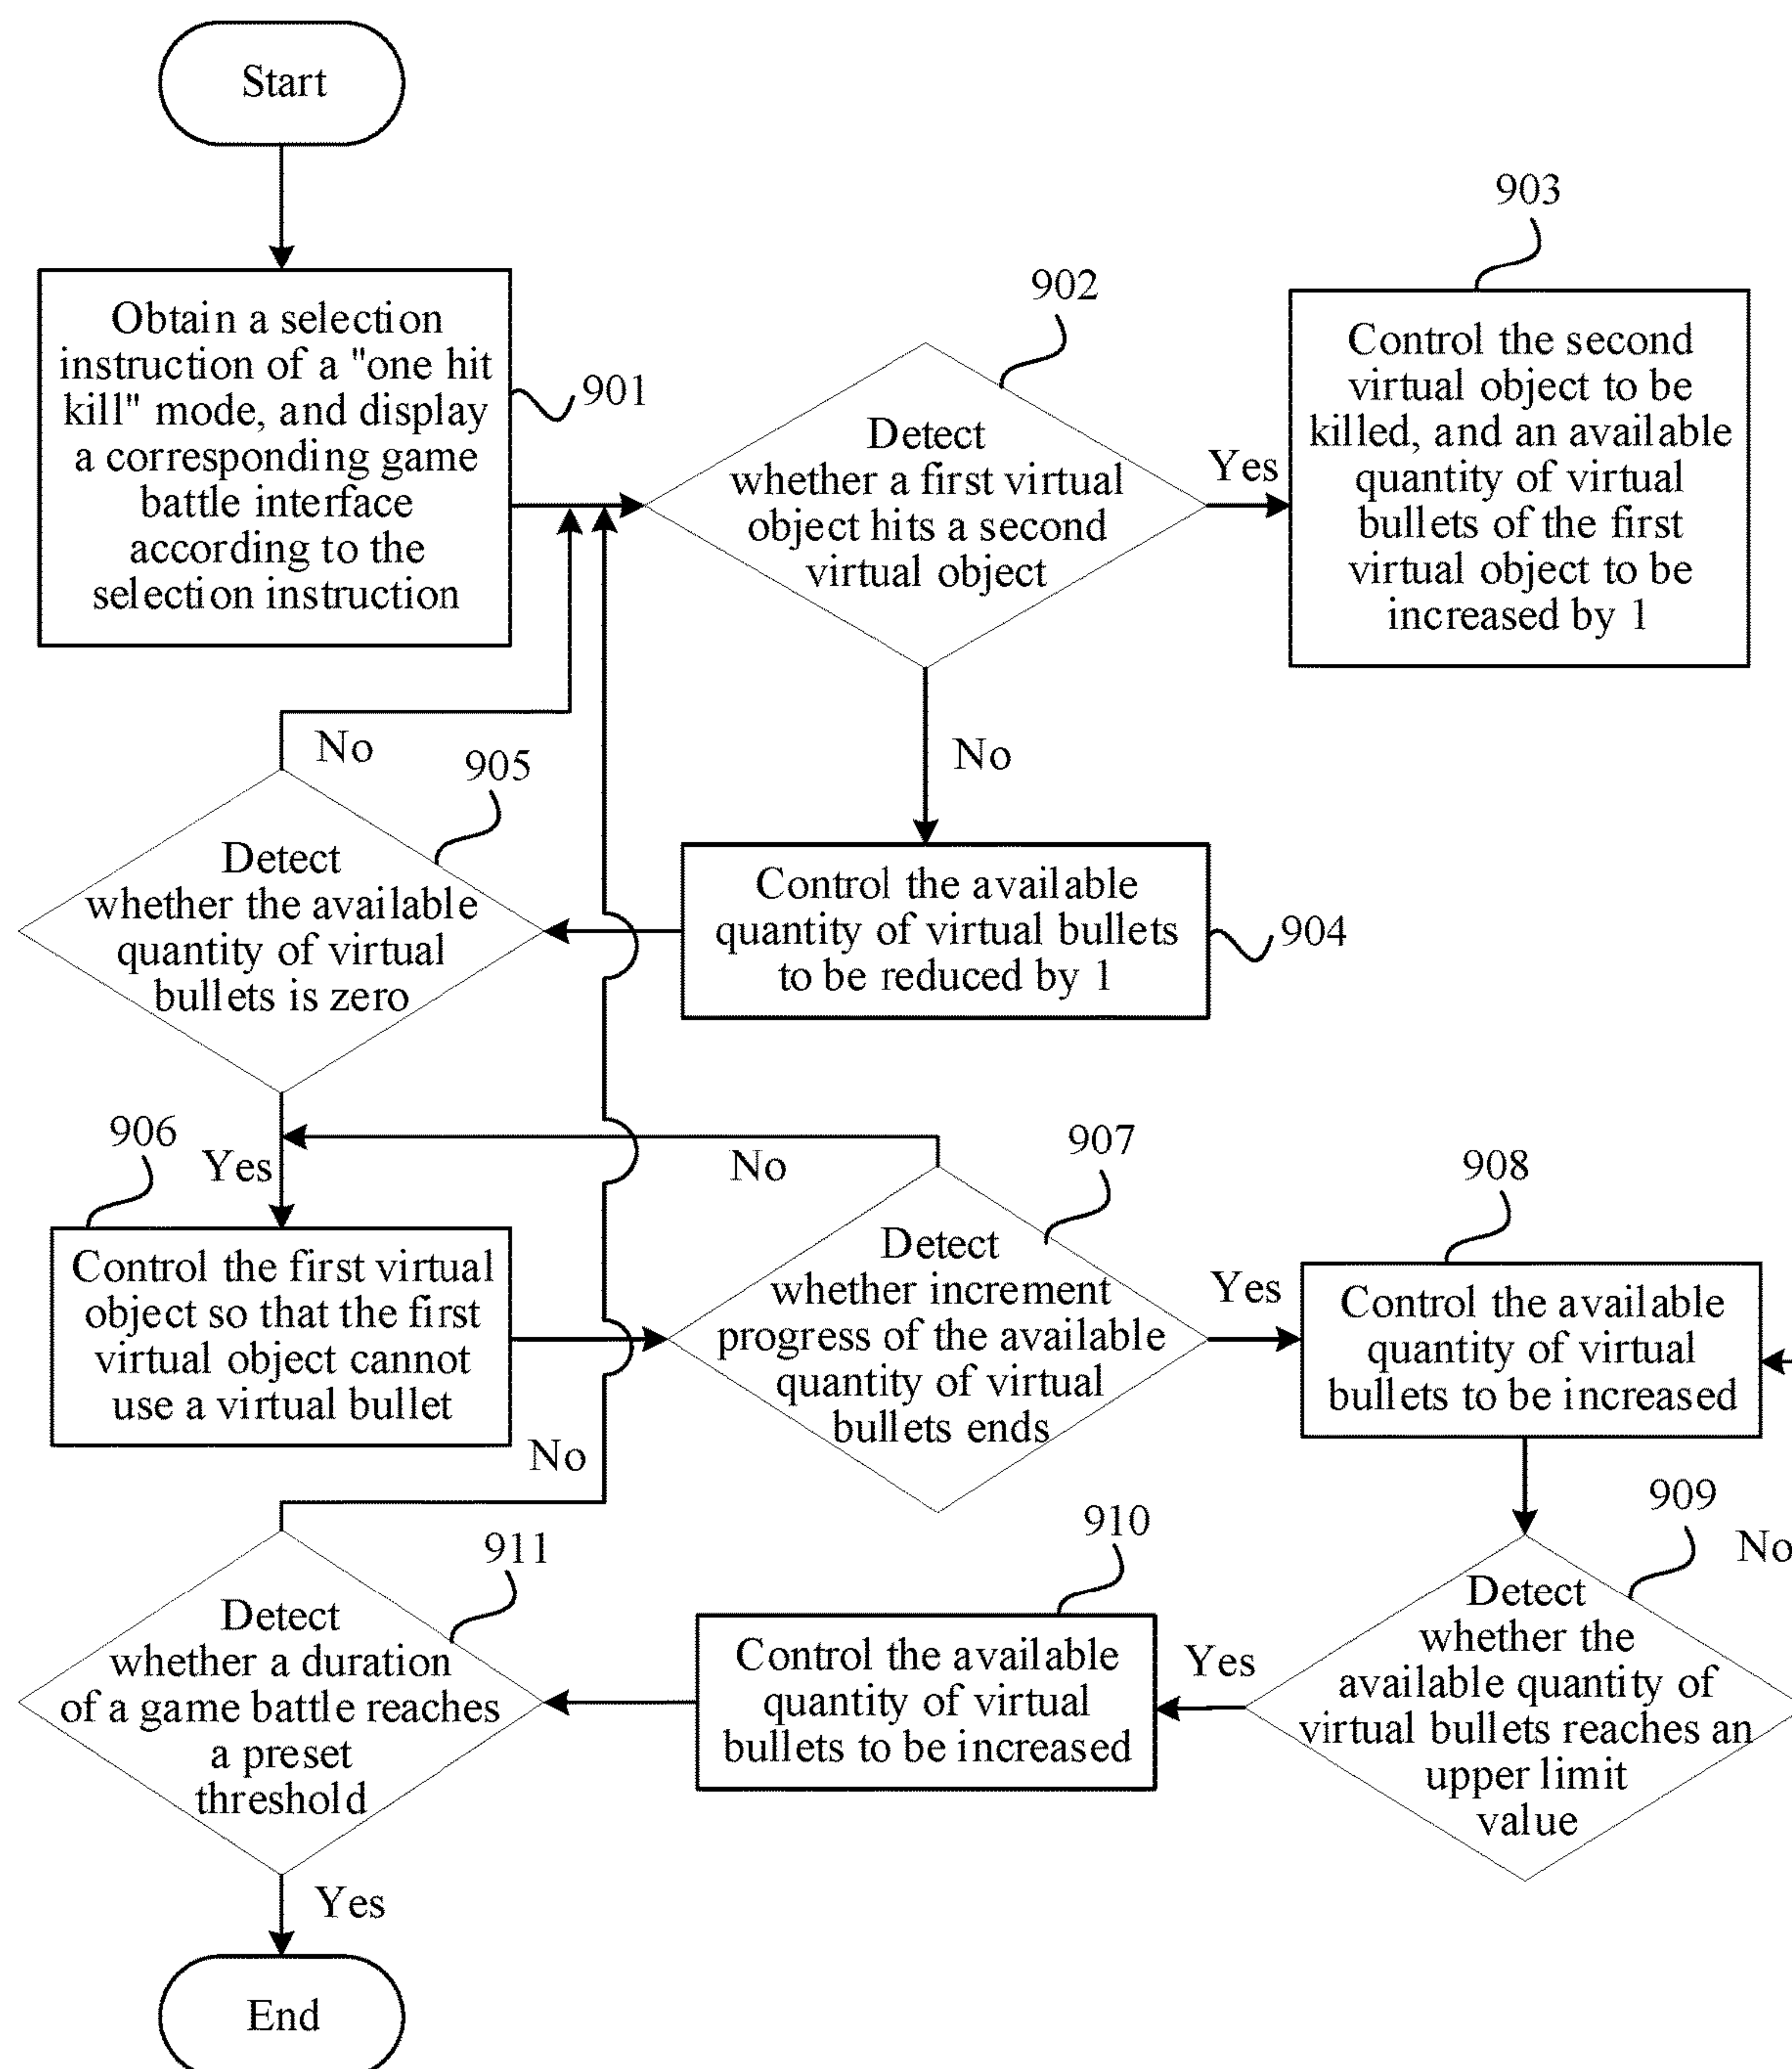 Start
Obtain a selection
instruction of a "one hit
kill" mode, and display
a corresponding game
battle interface
according to the
selection instruction
901
902
Detect
whether a first virtual
object hits a second
virtual object
Yes
903
Control the second
virtual object to be
killed, and an available
quantity of virtual
bullets of the first
virtual object to be
increased by 1
No
No
905
Detect
whether the available
quantity of virtual
bullets is zero
Control the available
quantity of virtual bullets
to be reduced by 1
904
906
Yes
Control the first virtual
object so that the first
virtual object cannot
use a virtual bullet
No
907
Detect
whether increment
progress of the available
quantity of virtual
bullets ends
Yes
908
Control the available
quantity of virtual
bullets to be increased
909
No
Detect
whether the
available quantity of
virtual bullets reaches an
upper limit
value
Yes
910
Control the available
quantity of virtual
bullets to be increased
No
911
Detect
whether a duration
of a game battle reaches
a preset
threshold
Yes
End